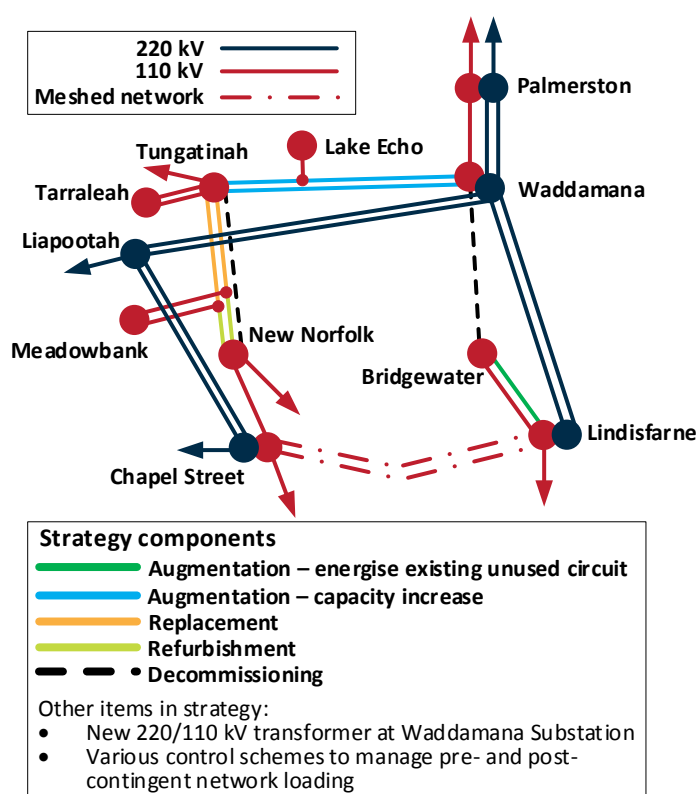 220 kV
110 kV
Meshed network
Palmerston
Lake Echo
Tungatinah
Tarraleah
Waddamana
Liapootah
New Norfolk
Meadowbank
Bridgewater
Lindisfarne
Chapel Street
Strategy components
Augmentation – energise existing unused circuit
Augmentation – capacity increase
Replacement
Refurbishment
Decommissioning
Other items in strategy:
• New 220/110 kV transformer at Waddamana Substation
• Various control schemes to manage pre- and post-
contingent network loading